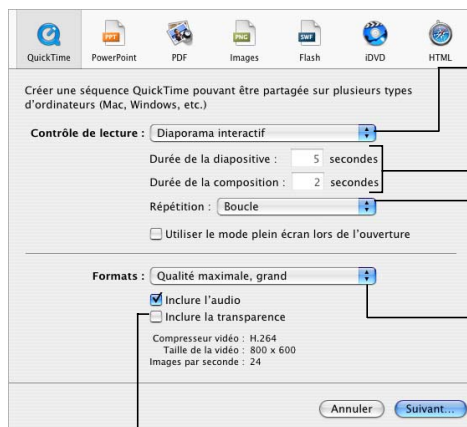 QuickTime PowerPoint PDF Images Flash iDVD HTML
Créer une séquence QuickTime pouvant être partagée sur plusieurs types
d'ordinateurs (Mac, Windows, etc.)
Contrôle de lecture : Diaporama interactif
Durée de la diapositive : 5 secondes
Durée de la composition : 2 secondes
Répétition : Boucle
Utiliser le mode plein écran lors de l'ouverture
Formats : Qualité maximale, grand
Inclure l'audio
Inclure la transparence
Compresseur vidéo : H.264
Taille de la vidéo : 800 x 600
Images par seconde : 24
Annuler Suivant...